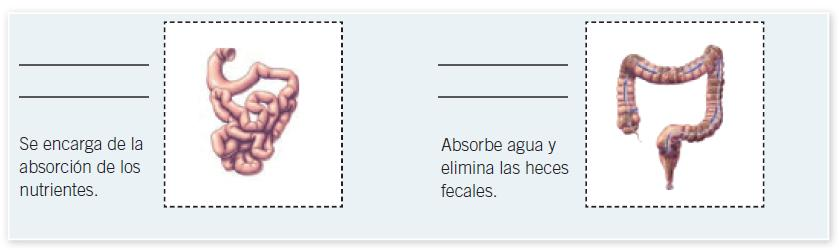 Se encarga de la
absorción de los
nutrientes.
Absorbe agua y
elimina las heces
fecales.